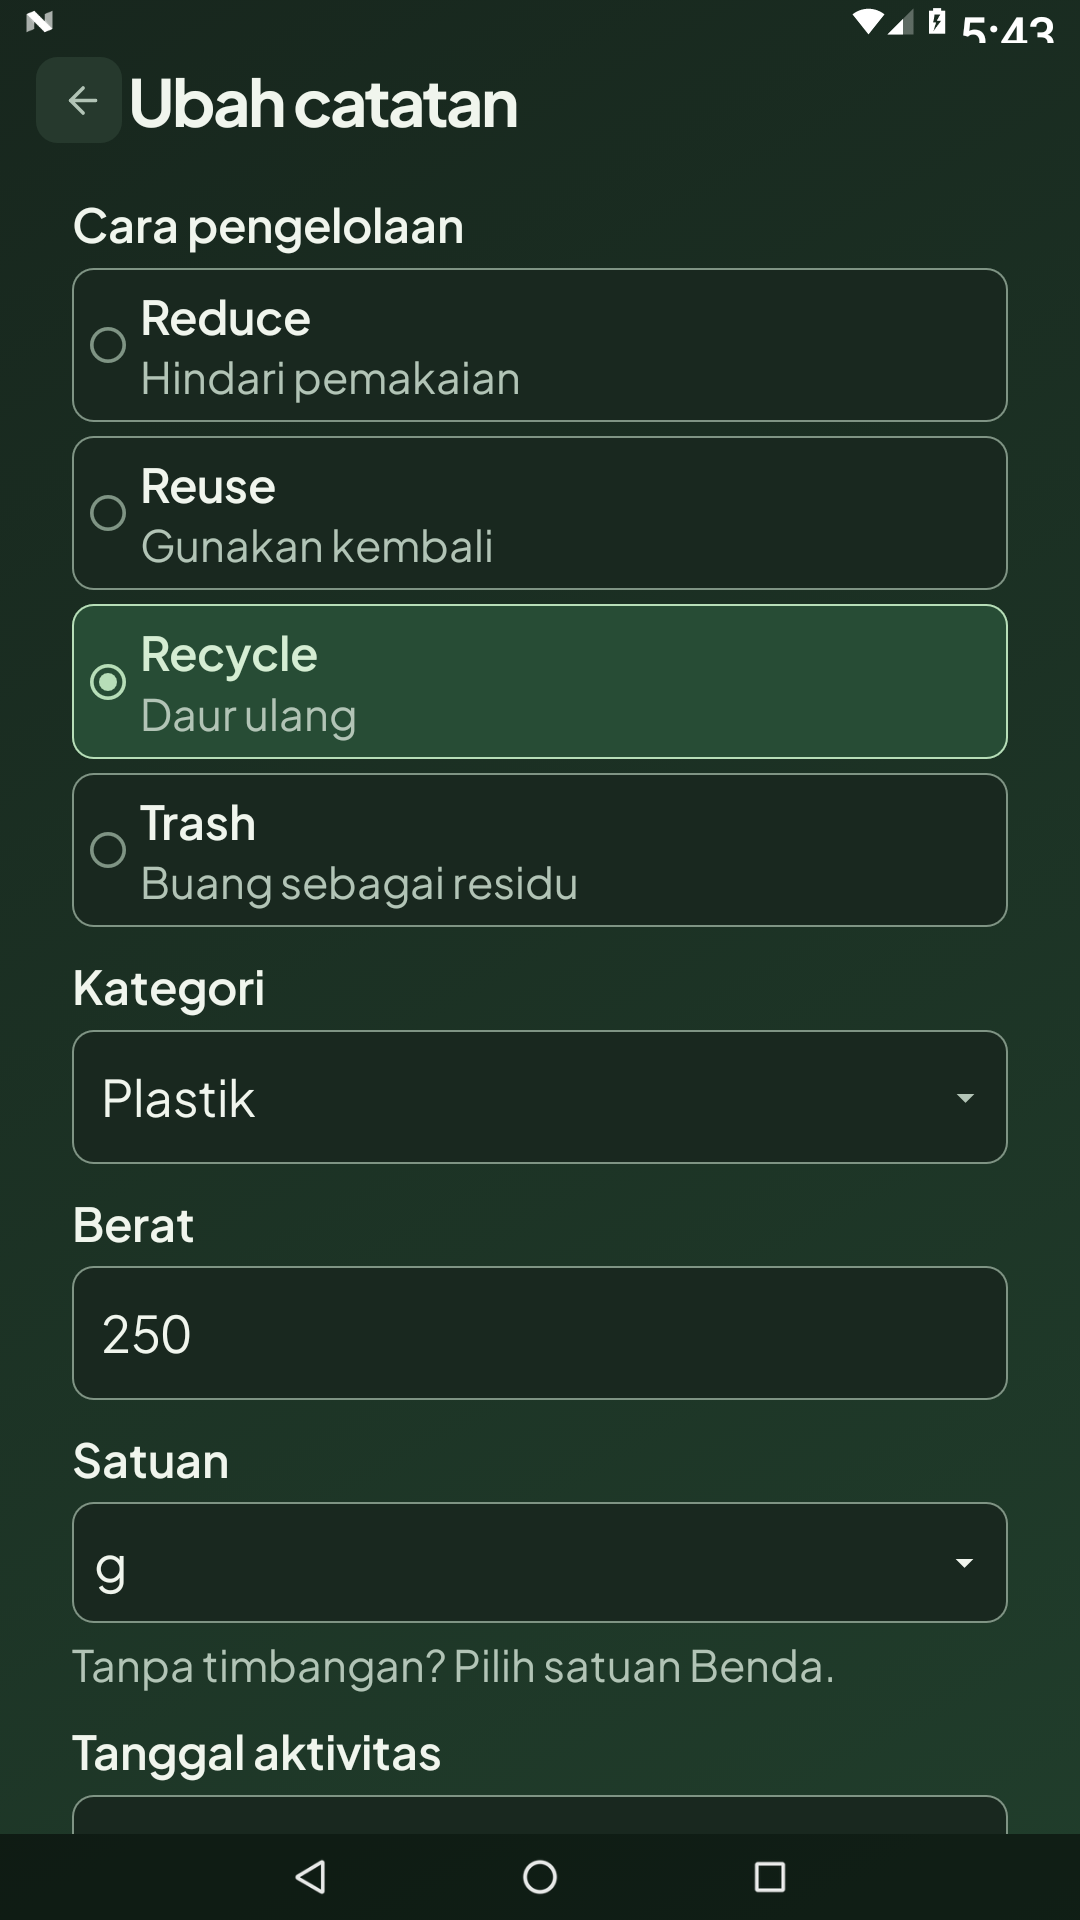 5:43
Ubah catatan
Cara pengelolaan
Reduce
Hindari pemakaian
Reuse
Gunakan kembali
Recycle
Daur ulang
Trash
Buang sebagai residu
Kategori
Plastik
Berat
250
Satuan
g
Tanpa timbangan? Pilih satuan Benda.
Tanggal aktivitas